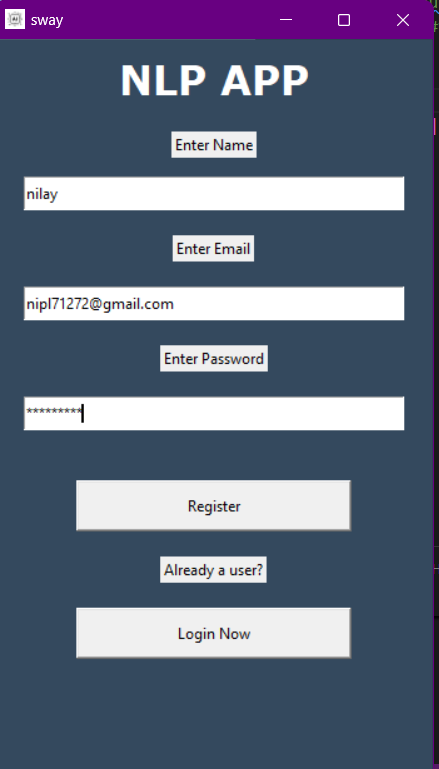 sway
NLP APP
Enter Name
nilay
Enter Email
nipl71272@gmail.com
Enter Password
*********
Register
Already a user?
Login Now